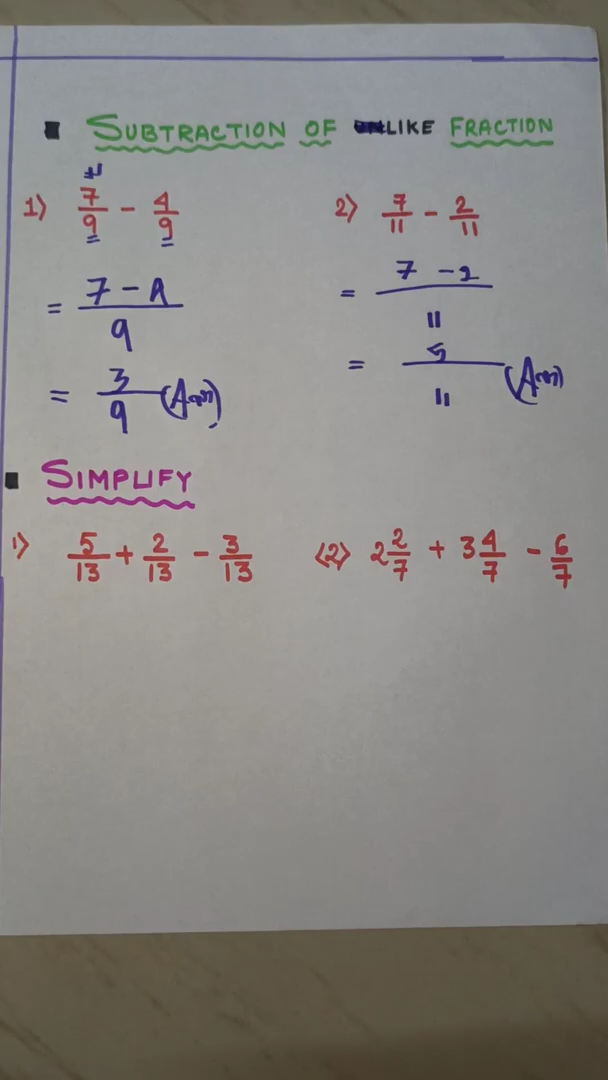 ▪ SUBTRACTION OF LIKE FRACTION
1) 7/9 - 4/9
= 7 - 4 / 9
= 3/9 (Ans)
2) 7/11 - 2/11
= 7 - 2 / 11
= 5/11 (Ans)
▪ SIMPLIFY
1) 5/13 + 2/13 - 3/13
(2) 2 2/7 + 3 4/7 - 6/7